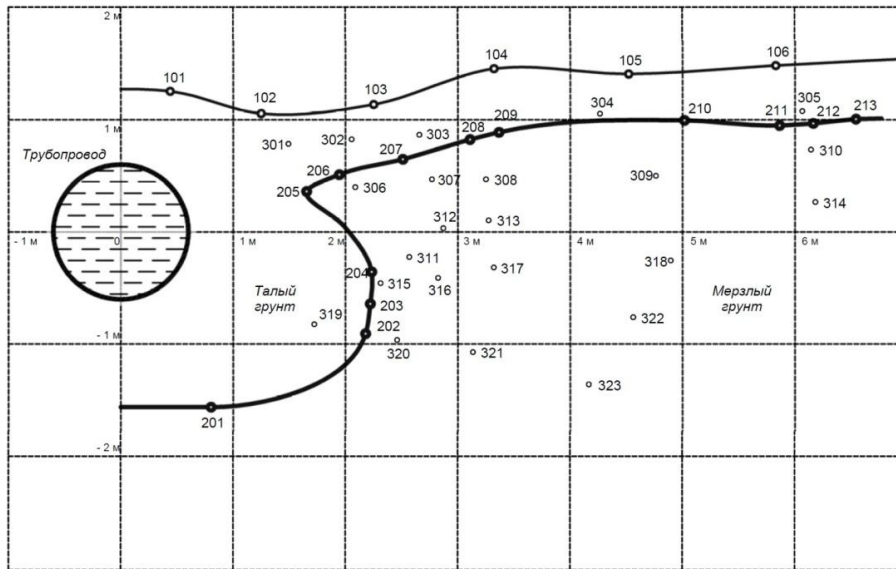 2 м
101
102
103
104
105
106
1 м
301
302
303
208
209
304
210
211
305
212
213
Трубопровод
205
206
207
306
307
308
309
310
314
- 1 м
0
1 м
2 м
312
313
3 м
4 м
5 м
6 м
204
311
315
316
317
318
Талый
грунт
Мерзлый
грунт
319
203
202
320
321
322
- 1 м
323
201
- 2 м